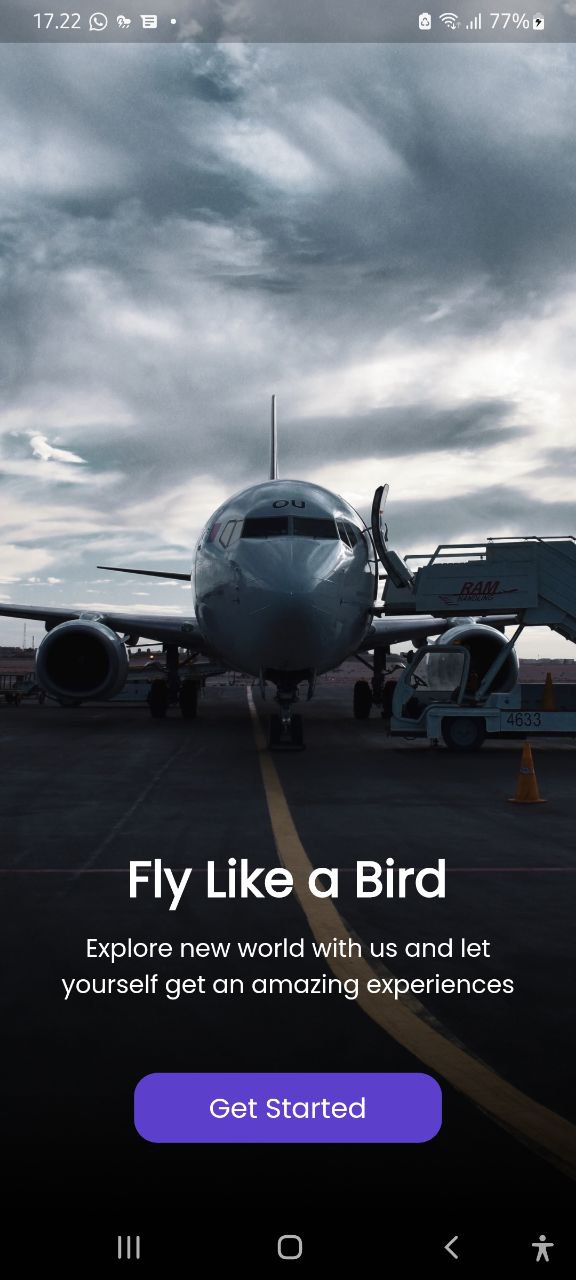 17.22
77%
OU
RAM
HANDLING
4633
Fly Like a Bird
Explore new world with us and let
yourself get an amazing experiences
Get Started